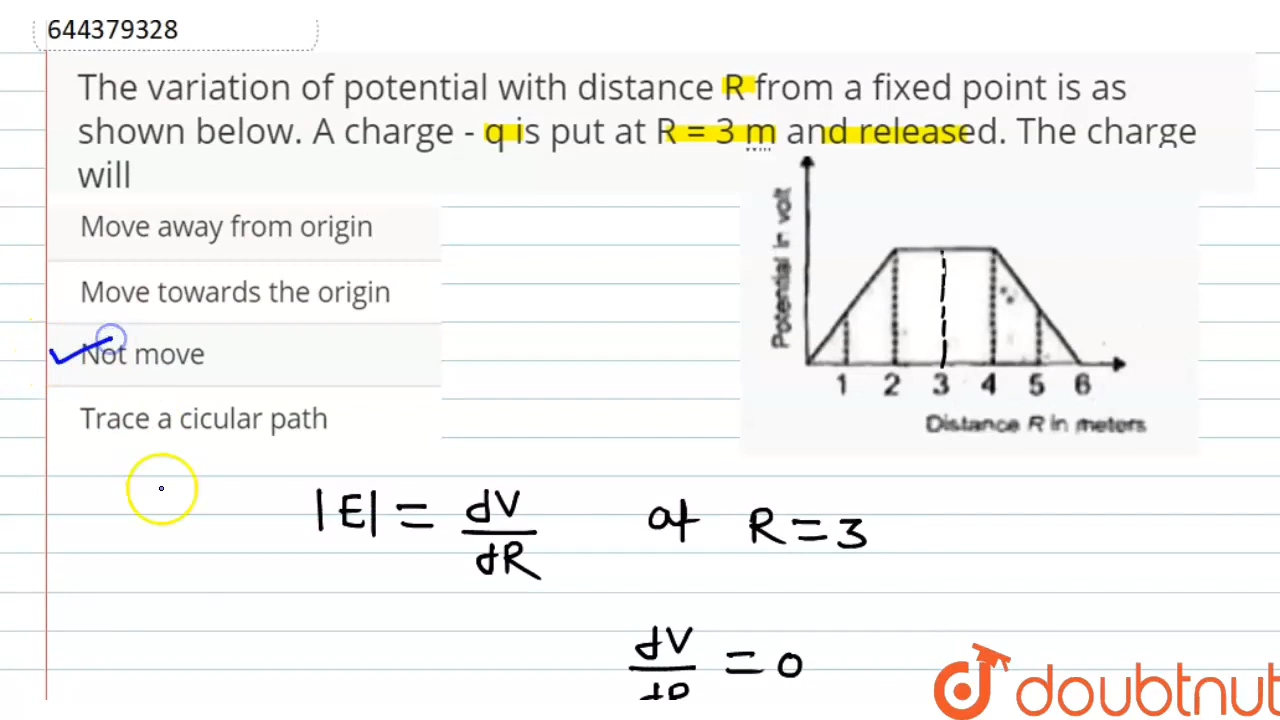 644379328
The variation of potential with distance R from a fixed point is as
shown below. A charge - q is put at R = 3 m and released. The charge
will
Move away from origin
Move towards the origin
Not move
Trace a cicular path
Potential in volt
1 2 3 4 5 6
Distance R in meters
|E| = dV/dR at R = 3
dV/dR = 0
doubtnut